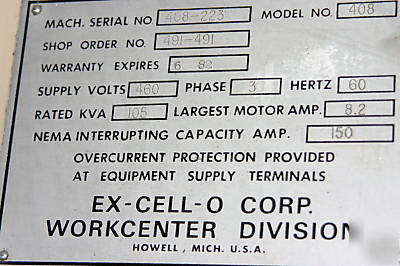 MACH. SERIAL NO 408-223 MODEL NO. 408
SHOP ORDER NO. 491-491
WARRANTY EXPIRES 6 82
SUPPLY VOLTS 460 PHASE 3 HERTZ 60
RATED KVA 105 LARGEST MOTOR AMP. 8.2
NEMA INTERRUPTING CAPACITY AMP. 150
OVERCURRENT PROTECTION PROVIDED
AT EQUIPMENT SUPPLY TERMINALS
EX-CELL-O CORP.
WORKCENTER DIVISION
HOWELL, MICH. U.S.A.